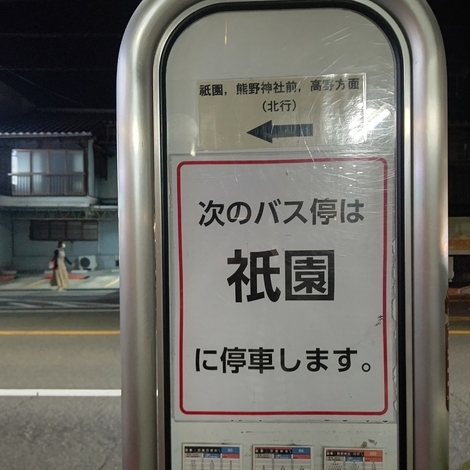 祇園，熊野神社前，高野方面
（北行）
次のバス停は
祇園
に停車します。